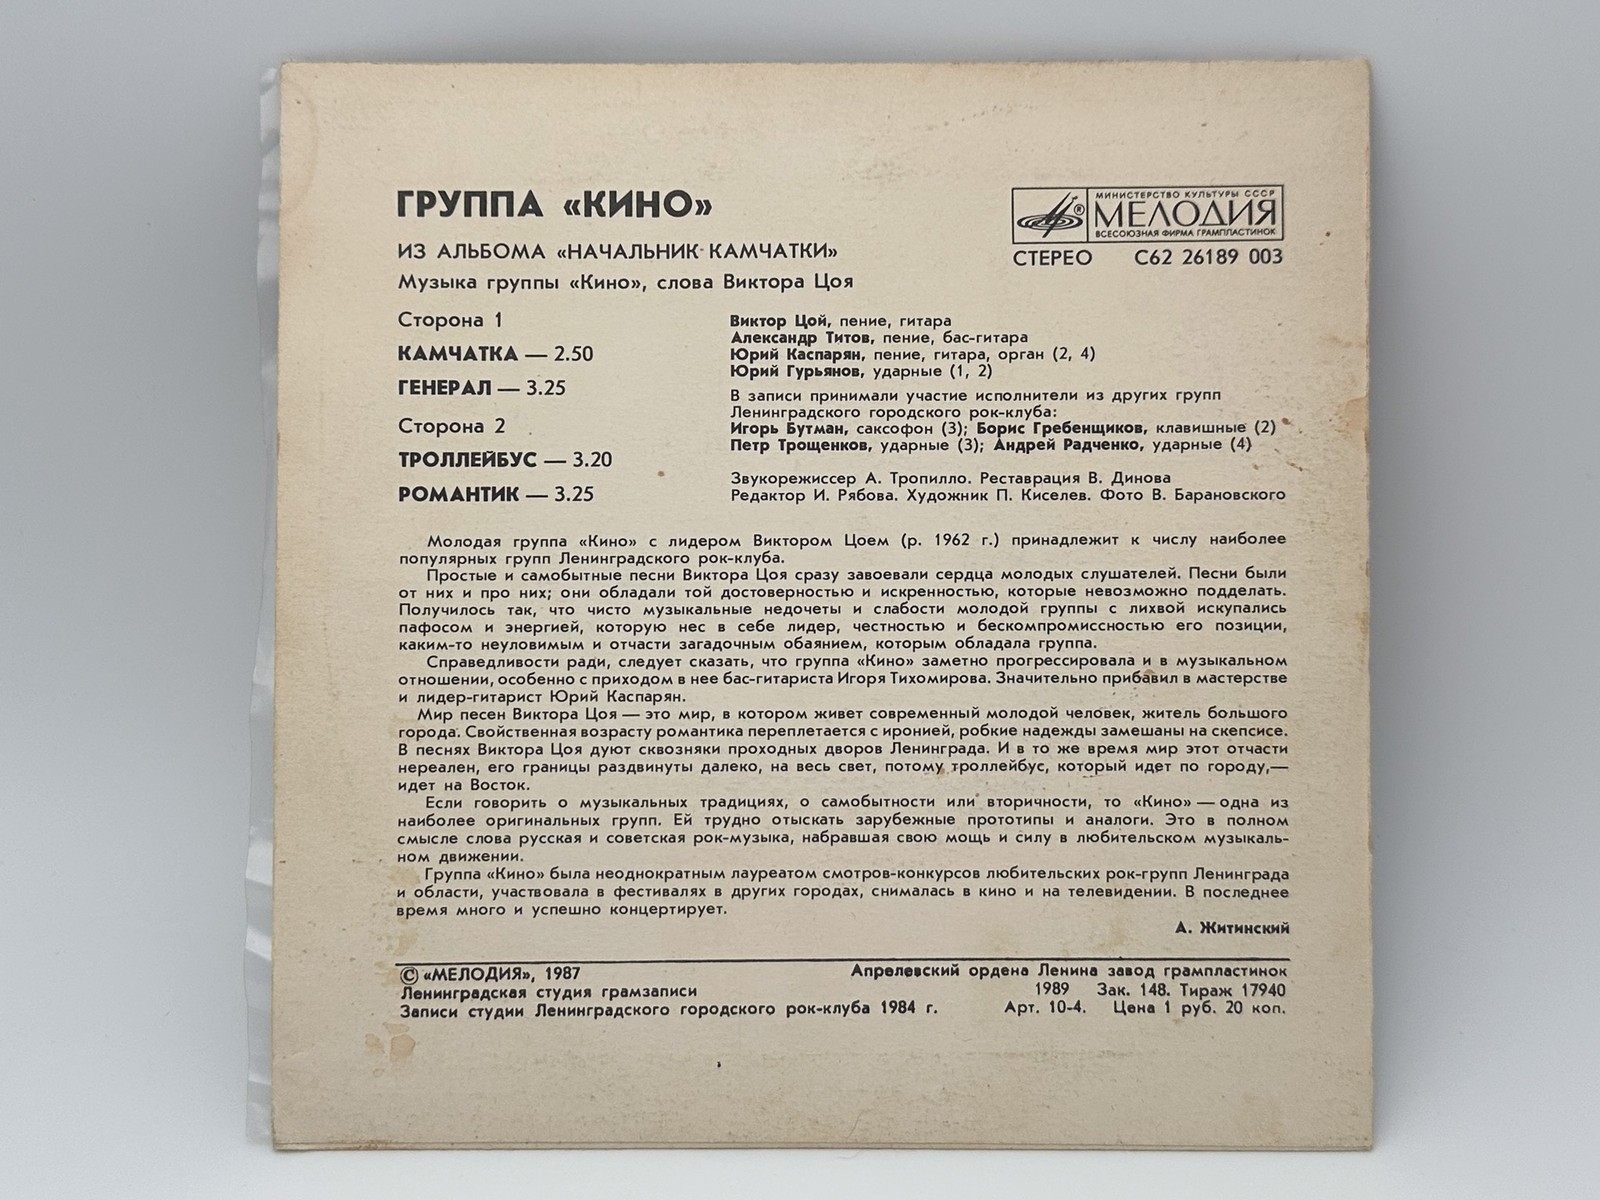 ГРУППА «КИНО»
ИЗ АЛЬБОМА «НАЧАЛЬНИК КАМЧАТКИ»
Музыка группы «Кино», слова Виктора Цоя
МИНИСТЕРСТВО КУЛЬТУРЫ СССР
®
МЕЛОДИЯ
ВСЕСОЮЗНАЯ ФИРМА ГРАМПЛАСТИНОК
СТЕРЕО С62 26189 003
Сторона 1
КАМЧАТКА — 2.50
ГЕНЕРАЛ — 3.25
Сторона 2
ТРОЛЛЕЙБУС — 3.20
РОМАНТИК — 3.25
Виктор Цой, пение, гитара
Александр Титов, пение, бас-гитара
Юрий Каспарян, пение, гитара, орган (2, 4)
Юрий Гурьянов, ударные (1, 2)
В записи принимали участие исполнители из других групп
Ленинградского городского рок-клуба:
Игорь Бутман, саксофон (3); Борис Гребенщиков, клавишные (2)
Петр Трощенков, ударные (3); Андрей Радченко, ударные (4)
Звукорежиссер А. Тропилло. Реставрация В. Динова
Редактор И. Рябова. Художник П. Киселев. Фото В. Барановского
Молодая группа «Кино» с лидером Виктором Цоем (р. 1962 г.) принадлежит к числу наиболее
популярных групп Ленинградского рок-клуба.
Простые и самобытные песни Виктора Цоя сразу завоевали сердца молодых слушателей. Песни были
от них и про них; они обладали той достоверностью и искренностью, которые невозможно подделать.
Получилось так, что чисто музыкальные недочеты и слабости молодой группы с лихвой искупались
пафосом и энергией, которую нес в себе лидер, честностью и бескомпромиссностью его позиции,
каким-то неуловимым и отчасти загадочным обаянием, которым обладала группа.
Справедливости ради, следует сказать, что группа «Кино» заметно прогрессировала и в музыкальном
отношении, особенно с приходом в нее бас-гитариста Игоря Тихомирова. Значительно прибавил в мастерстве
и лидер-гитарист Юрий Каспарян.
Мир песен Виктора Цоя — это мир, в котором живет современный молодой человек, житель большого
города. Свойственная возрасту романтика переплетается с иронией, робкие надежды замешаны на скепсисе.
В песнях Виктора Цоя дуют сквозняки проходных дворов Ленинграда. И в то же время мир этот отчасти
нереален, его границы раздвинуты далеко, на весь свет, потому троллейбус, который идет по городу,—
идет на Восток.
Если говорить о музыкальных традициях, о самобытности или вторичности, то «Кино» — одна из
наиболее оригинальных групп. Ей трудно отыскать зарубежные прототипы и аналоги. Это в полном
смысле слова русская и советская рок-музыка, набравшая свою мощь и силу в любительском музыкаль-
ном движении.
Группа «Кино» была неоднократным лауреатом смотров-конкурсов любительских рок-групп Ленинграда
и области, участвовала в фестивалях в других городах, снималась в кино и на телевидении. В последнее
время много и успешно концертирует.
А. Житинский
© «МЕЛОДИЯ», 1987
Ленинградская студия грамзаписи
Записи студии Ленинградского городского рок-клуба 1984 г.
Апрелевский ордена Ленина завод грампластинок
1989 Зак. 148. Тираж 17940
Арт. 10-4. Цена 1 руб. 20 коп.